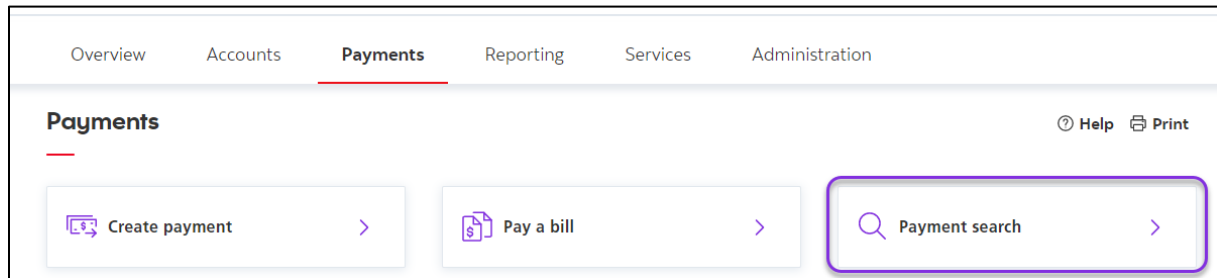 Overview Accounts Payments Reporting Services Administration
Payments Help Print
Create payment Pay a bill Payment search